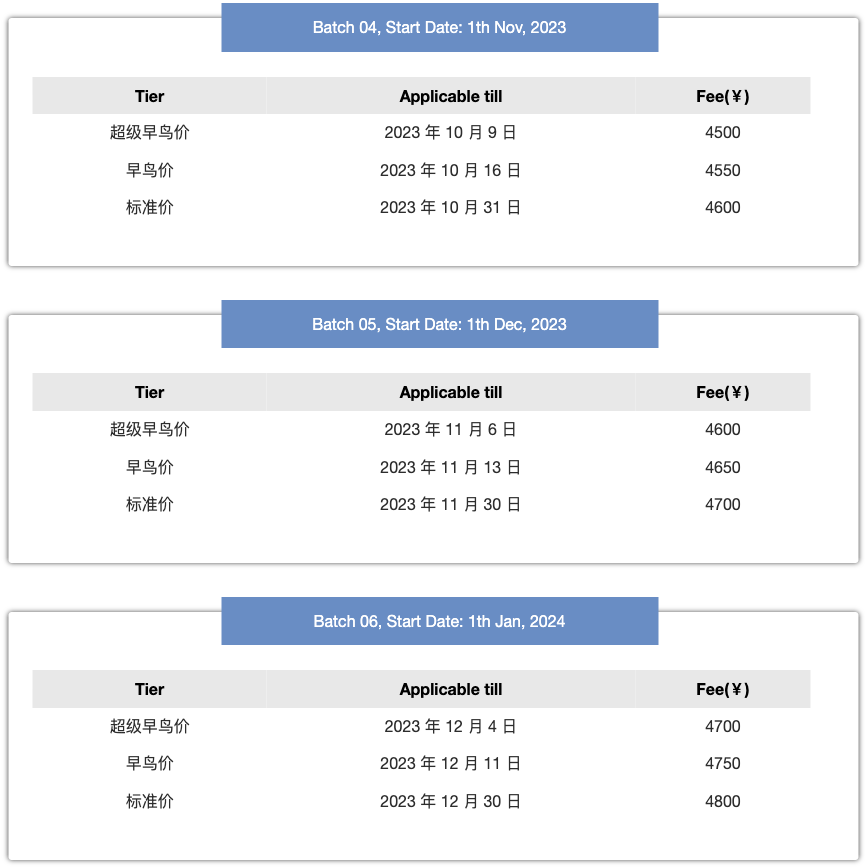 Batch 04, Start Date: 1th Nov, 2023
Tier Applicable till Fee(¥)
超级早鸟价 2023 年 10 月 9 日 4500
早鸟价 2023 年 10 月 16 日 4550
标准价 2023 年 10 月 31 日 4600
Batch 05, Start Date: 1th Dec, 2023
Tier Applicable till Fee(¥)
超级早鸟价 2023 年 11 月 6 日 4600
早鸟价 2023 年 11 月 13 日 4650
标准价 2023 年 11 月 30 日 4700
Batch 06, Start Date: 1th Jan, 2024
Tier Applicable till Fee(¥)
超级早鸟价 2023 年 12 月 4 日 4700
早鸟价 2023 年 12 月 11 日 4750
标准价 2023 年 12 月 30 日 4800